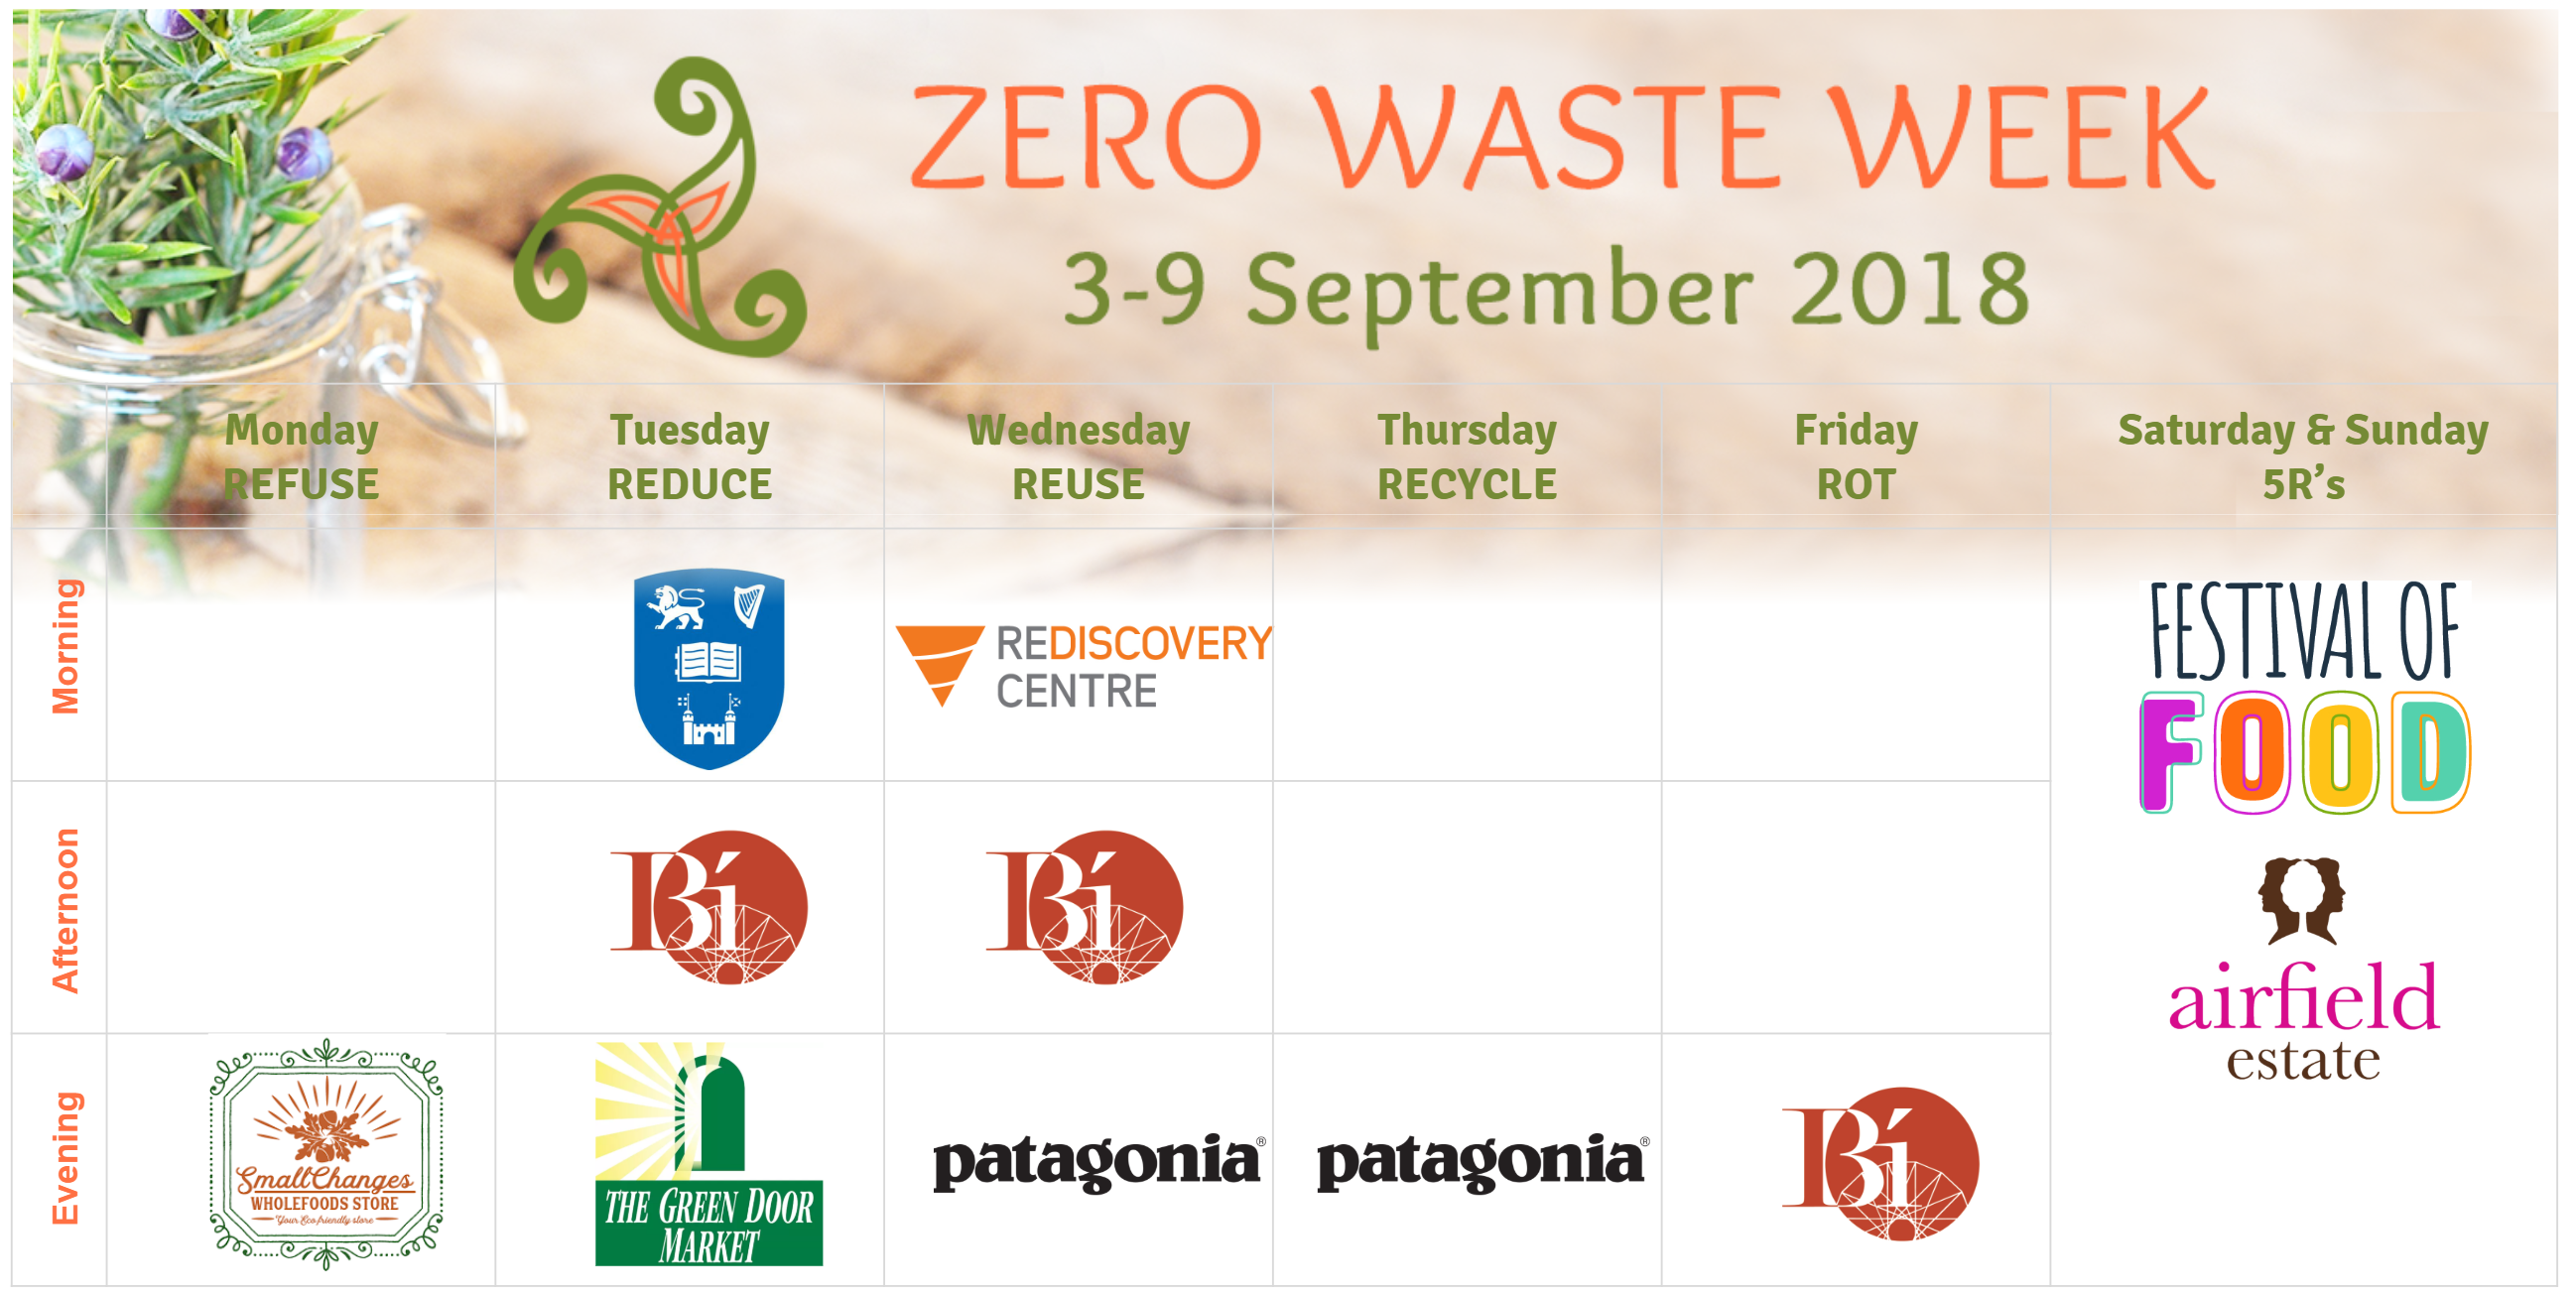 ZERO WASTE WEEK
3-9 September 2018
Monday
REFUSE
Tuesday
REDUCE
Wednesday
REUSE
Thursday
RECYCLE
Friday
ROT
Saturday & Sunday
5R’s
Morning
REDISCOVERY
CENTRE
FESTIVAL OF
FOOD
Afternoon
Bí
Bí
airfield
estate
Evening
SmallChanges
WHOLEFOODS STORE
Your Eco friendly store
THE GREEN DOOR
MARKET
patagonia®
patagonia®
Bí